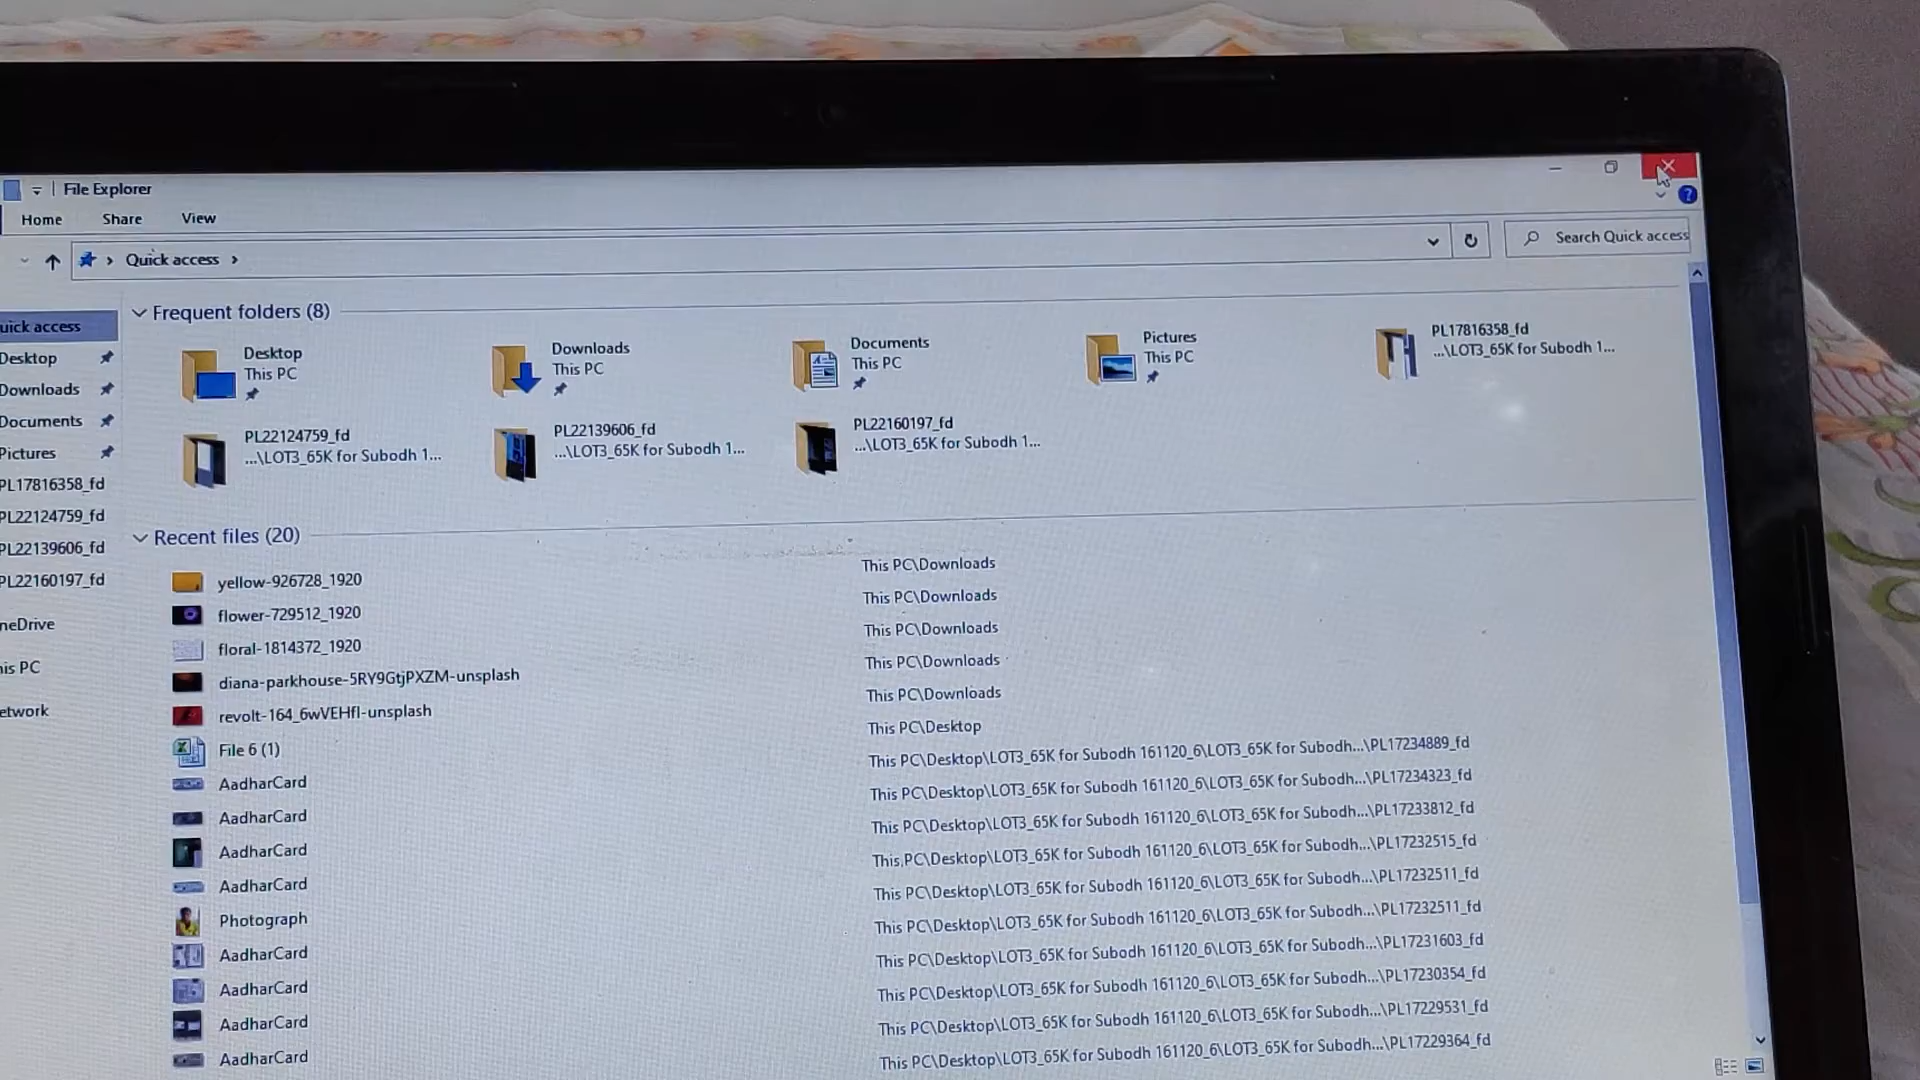 File Explorer
Home Share View
Quick access
Search Quick access
uick access
Desktop
Downloads
Documents
Pictures
PL17816358_fd
PL22124759_fd
PL22139606_fd
PL22160197_fd
neDrive
his PC
etwork
Frequent folders (8)
Desktop
This PC
Downloads
This PC
Documents
This PC
Pictures
This PC
PL17816358_fd
...\LOT3_65K for Subodh 1...
PL22124759_fd
...\LOT3_65K for Subodh 1...
PL22139606_fd
...\LOT3_65K for Subodh 1...
PL22160197_fd
...\LOT3_65K for Subodh 1...
Recent files (20)
yellow-926728_1920 This PC\Downloads
flower-729512_1920 This PC\Downloads
floral-1814372_1920 This PC\Downloads
diana-parkhouse-5RY9GtjPXZM-unsplash This PC\Downloads
revolt-164_6wVEHfI-unsplash This PC\Downloads
File 6 (1) This PC\Desktop
AadharCard This PC\Desktop\LOT3_65K for Subodh 161120_6\LOT3_65K for Subodh...\PL17234889_fd
AadharCard This PC\Desktop\LOT3_65K for Subodh 161120_6\LOT3_65K for Subodh...\PL17234323_fd
AadharCard This PC\Desktop\LOT3_65K for Subodh 161120_6\LOT3_65K for Subodh...\PL17233812_fd
AadharCard This PC\Desktop\LOT3_65K for Subodh 161120_6\LOT3_65K for Subodh...\PL17232515_fd
Photograph This PC\Desktop\LOT3_65K for Subodh 161120_6\LOT3_65K for Subodh...\PL17232511_fd
AadharCard This PC\Desktop\LOT3_65K for Subodh 161120_6\LOT3_65K for Subodh...\PL17232511_fd
AadharCard This PC\Desktop\LOT3_65K for Subodh 161120_6\LOT3_65K for Subodh...\PL17231603_fd
AadharCard This PC\Desktop\LOT3_65K for Subodh 161120_6\LOT3_65K for Subodh...\PL17230354_fd
AadharCard This PC\Desktop\LOT3_65K for Subodh 161120_6\LOT3_65K for Subodh...\PL17229531_fd
This PC\Desktop\LOT3_65K for Subodh 161120_6\LOT3_65K for Subodh...\PL17229364_fd